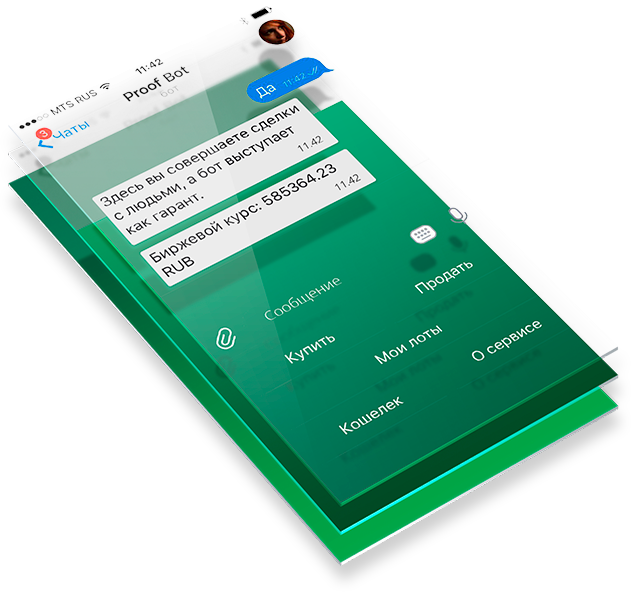 MTS RUS
11:42
3
Чаты
Proof Bot
бот
Да 11:42
Здесь вы совершаете сделки
с людьми, а бот выступает
как гарант.
11:42
Биржевой курс: 585364.23
RUB
11:42
Сообщение
Купить
Продать
Мои лоты
Кошелек
О сервисе